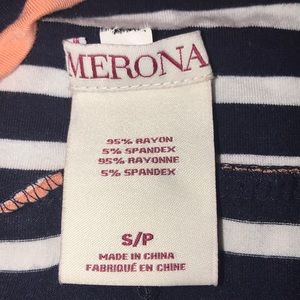 MERONA
95% RAYON
5% SPANDEX
95% RAYONNE
5% SPANDEX
S/P
MADE IN CHINA
FABRIQUÉ EN CHINE